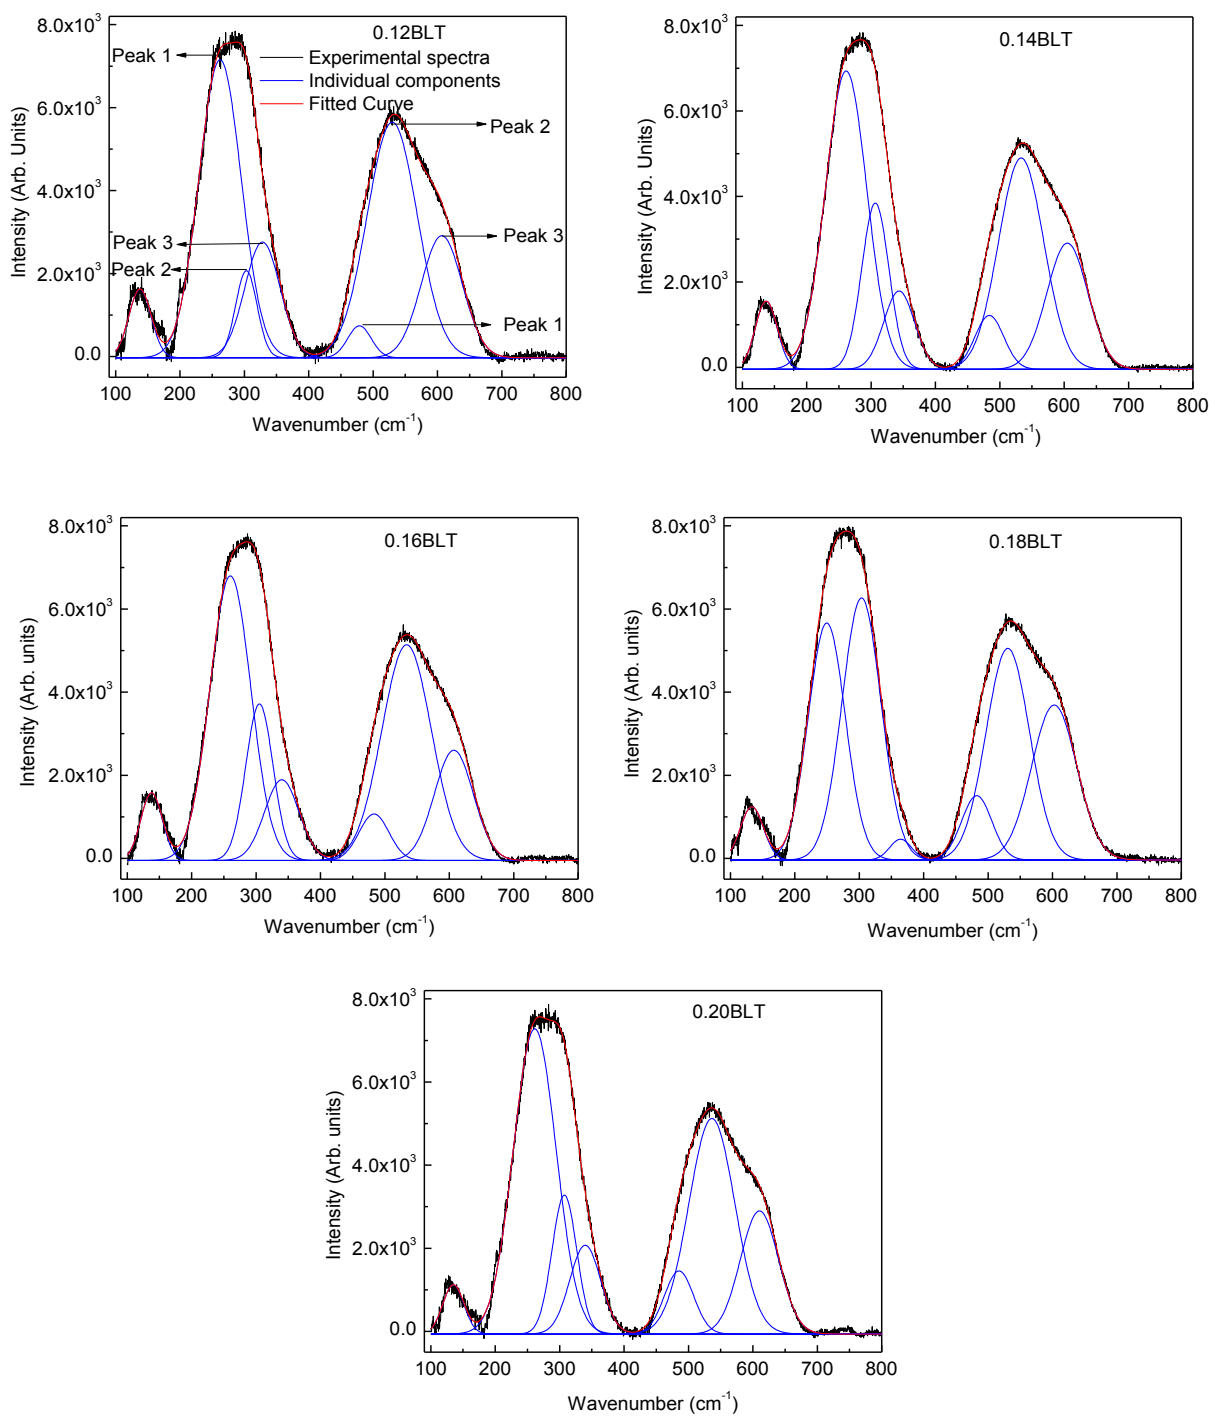 0.12BLT
Peak 1
Experimental spectra
Individual components
Fitted Curve
Peak 2
Peak 3
Peak 3
Peak 2
Peak 1
8.0x10³
6.0x10³
4.0x10³
2.0x10³
0.0
Intensity (Arb. Units)
100 200 300 400 500 600 700 800
Wavenumber (cm⁻¹)
0.14BLT
8.0x10³
6.0x10³
4.0x10³
2.0x10³
0.0
Intensity (Arb. Units)
100 200 300 400 500 600 700 800
Wavenumber (cm⁻¹)
0.16BLT
8.0x10³
6.0x10³
4.0x10³
2.0x10³
0.0
Intensity (Arb. units)
100 200 300 400 500 600 700 800
Wavenumber (cm⁻¹)
0.18BLT
8.0x10³
6.0x10³
4.0x10³
2.0x10³
0.0
Intensity (Arb. units)
100 200 300 400 500 600 700 800
Wavenumber (cm⁻¹)
0.20BLT
8.0x10³
6.0x10³
4.0x10³
2.0x10³
0.0
Intensity (Arb. units)
100 200 300 400 500 600 700 800
Wavenumber (cm⁻¹)